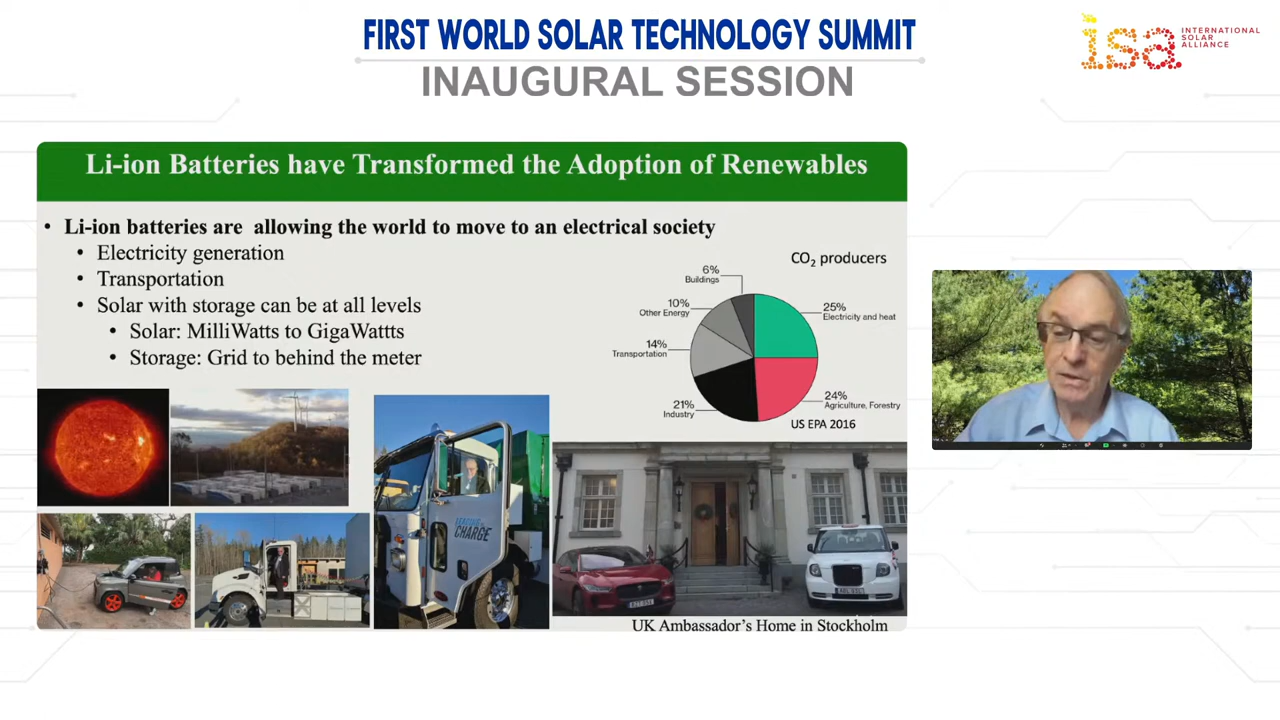 FIRST WORLD SOLAR TECHNOLOGY SUMMIT
INAUGURAL SESSION
isa INTERNATIONAL
SOLAR
ALLIANCE
Li-ion Batteries have Transformed the Adoption of Renewables
• Li-ion batteries are allowing the world to move to an electrical society
• Electricity generation
• Transportation
• Solar with storage can be at all levels
• Solar: MilliWatts to GigaWattts
• Storage: Grid to behind the meter
CO2 producers
6%
Buildings
10%
Other Energy
25%
Electricity and heat
14%
Transportation
21%
Industry
24%
Agriculture, Forestry
US EPA 2016
LEADING
CHARGE
UK Ambassador's Home in Stockholm